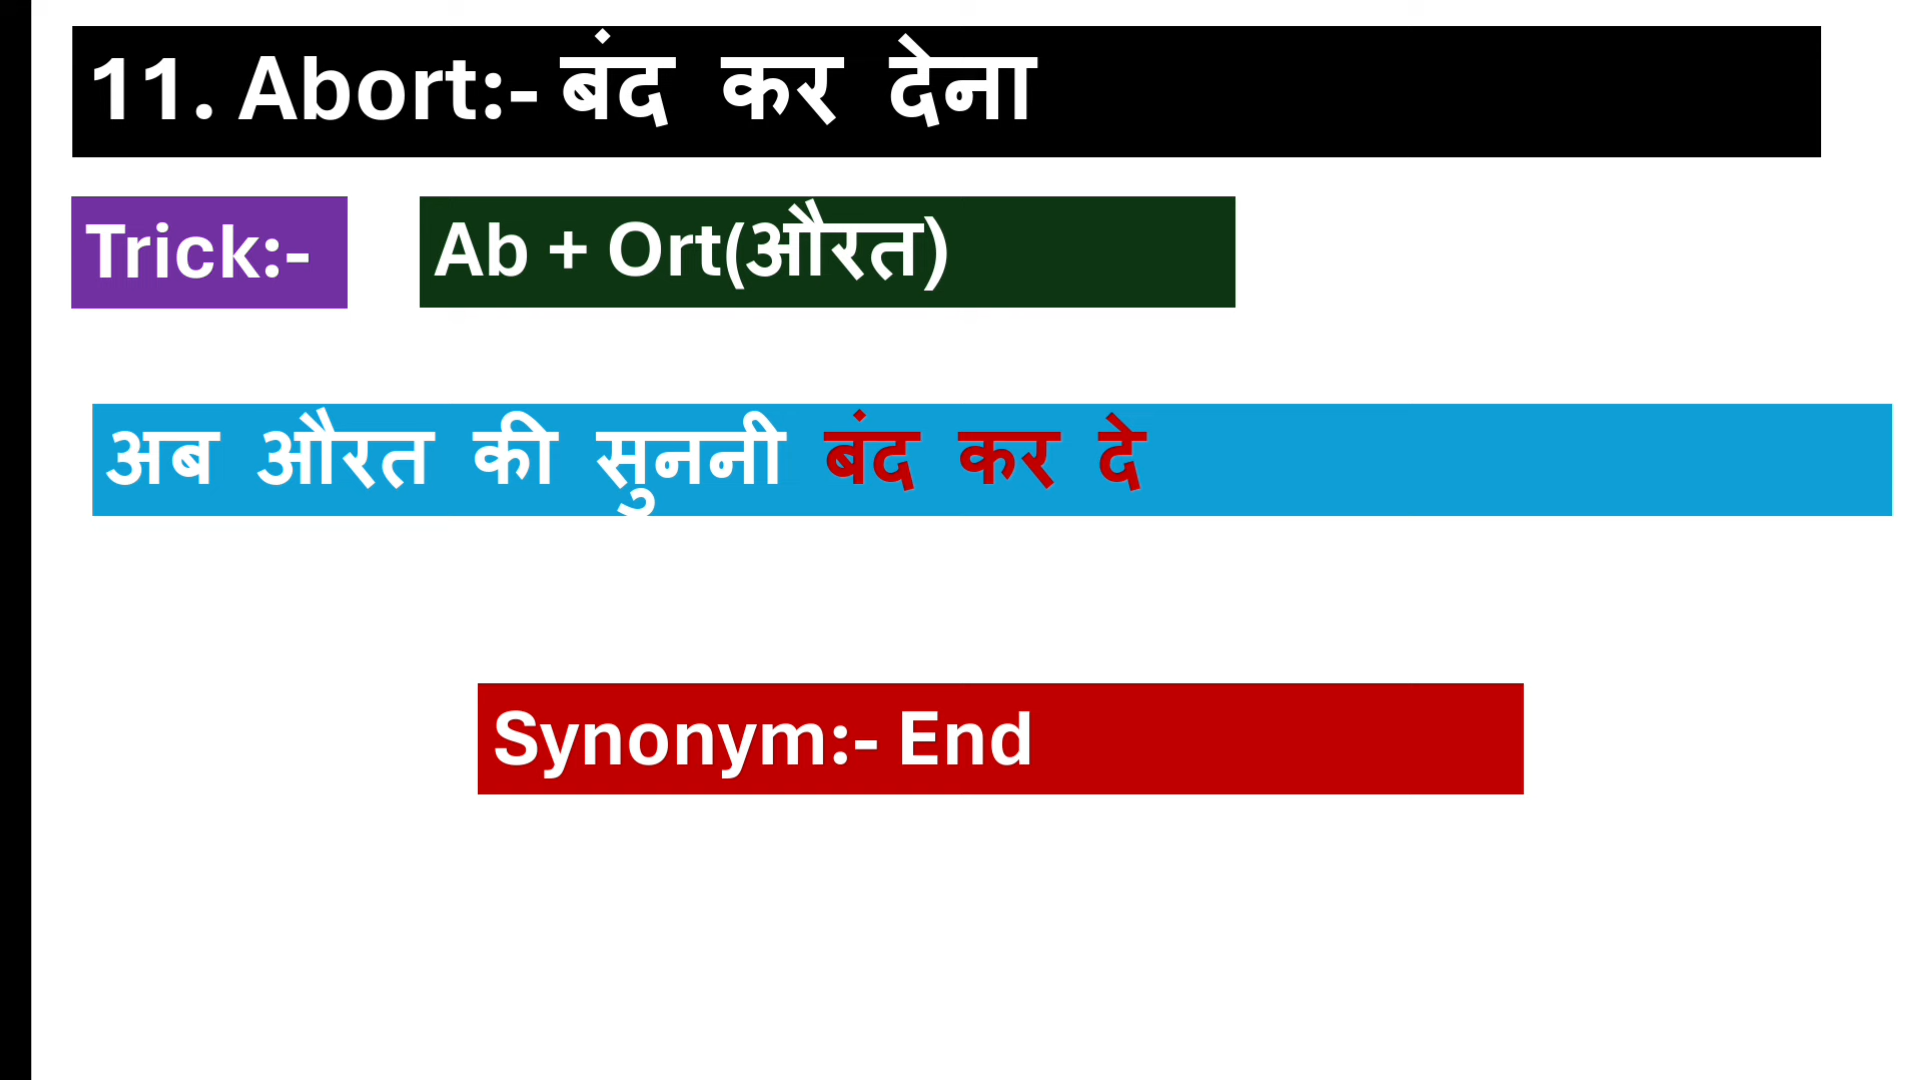 11. Abort:- बंद कर देना
Trick:-
Ab + Ort(औरत)
अब औरत की सुननी बंद कर दे
Synonym:- End